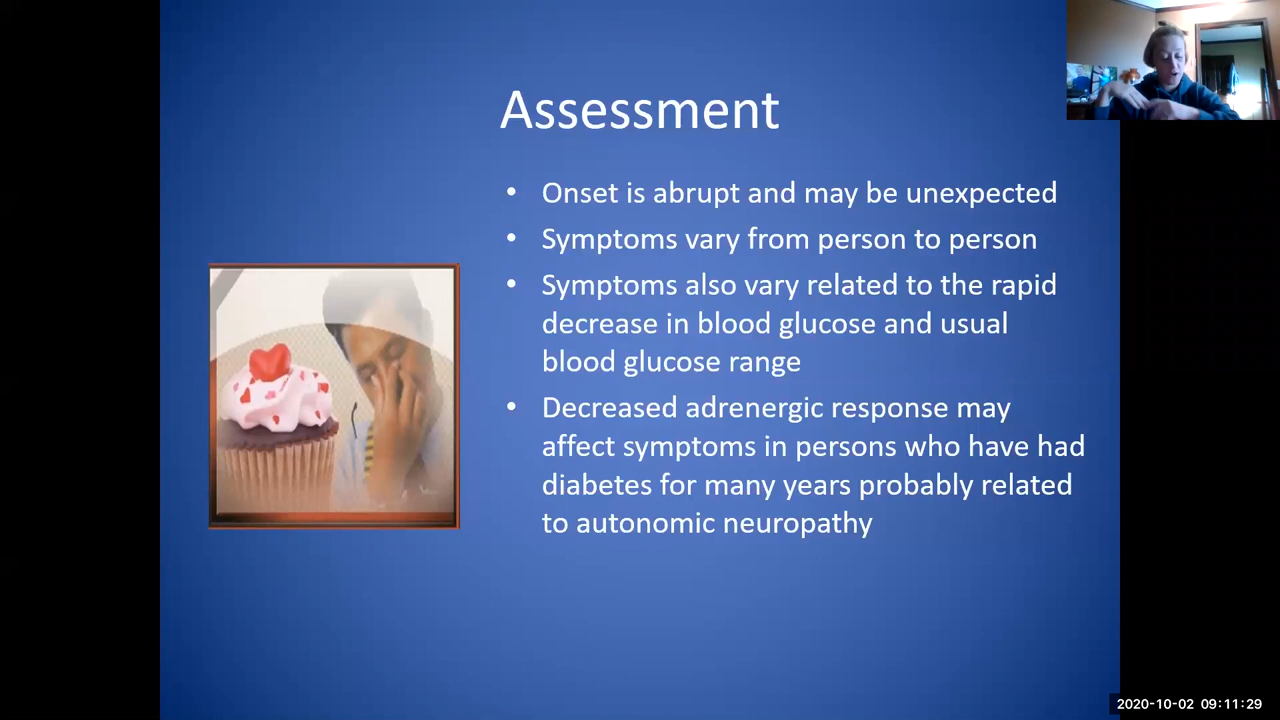 Assessment
• Onset is abrupt and may be unexpected
• Symptoms vary from person to person
• Symptoms also vary related to the rapid
decrease in blood glucose and usual
blood glucose range
• Decreased adrenergic response may
affect symptoms in persons who have had
diabetes for many years probably related
to autonomic neuropathy
2020-10-02 09:11:29